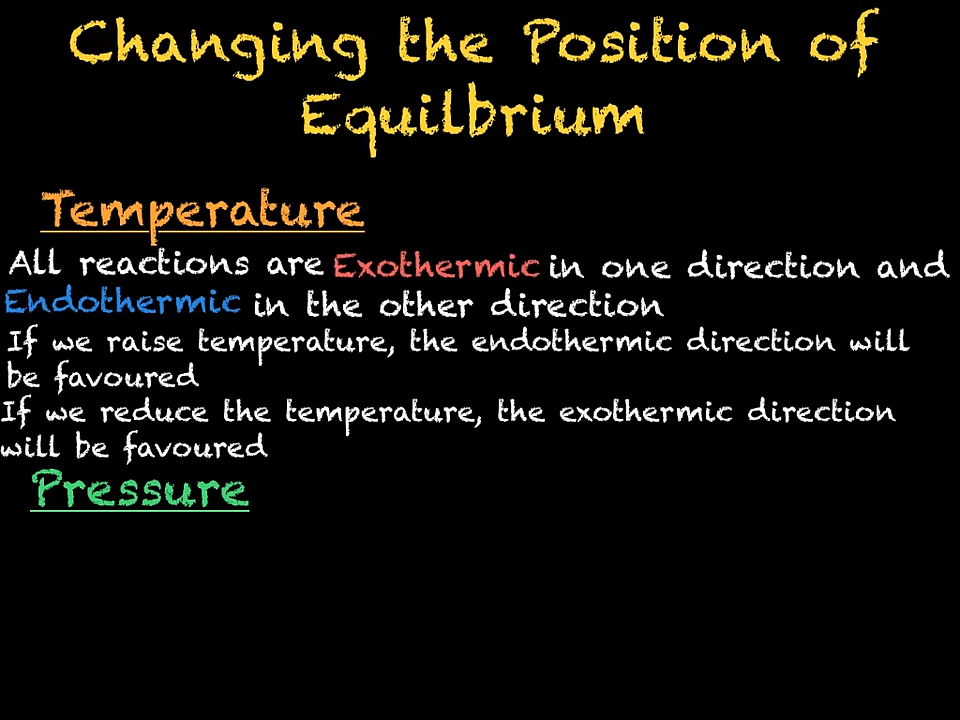 Changing the Position of
Equilbrium
Temperature
All reactions are Exothermic in one direction and
Endothermic in the other direction
If we raise temperature, the endothermic direction will
be favoured
If we reduce the temperature, the exothermic direction
will be favoured
Pressure